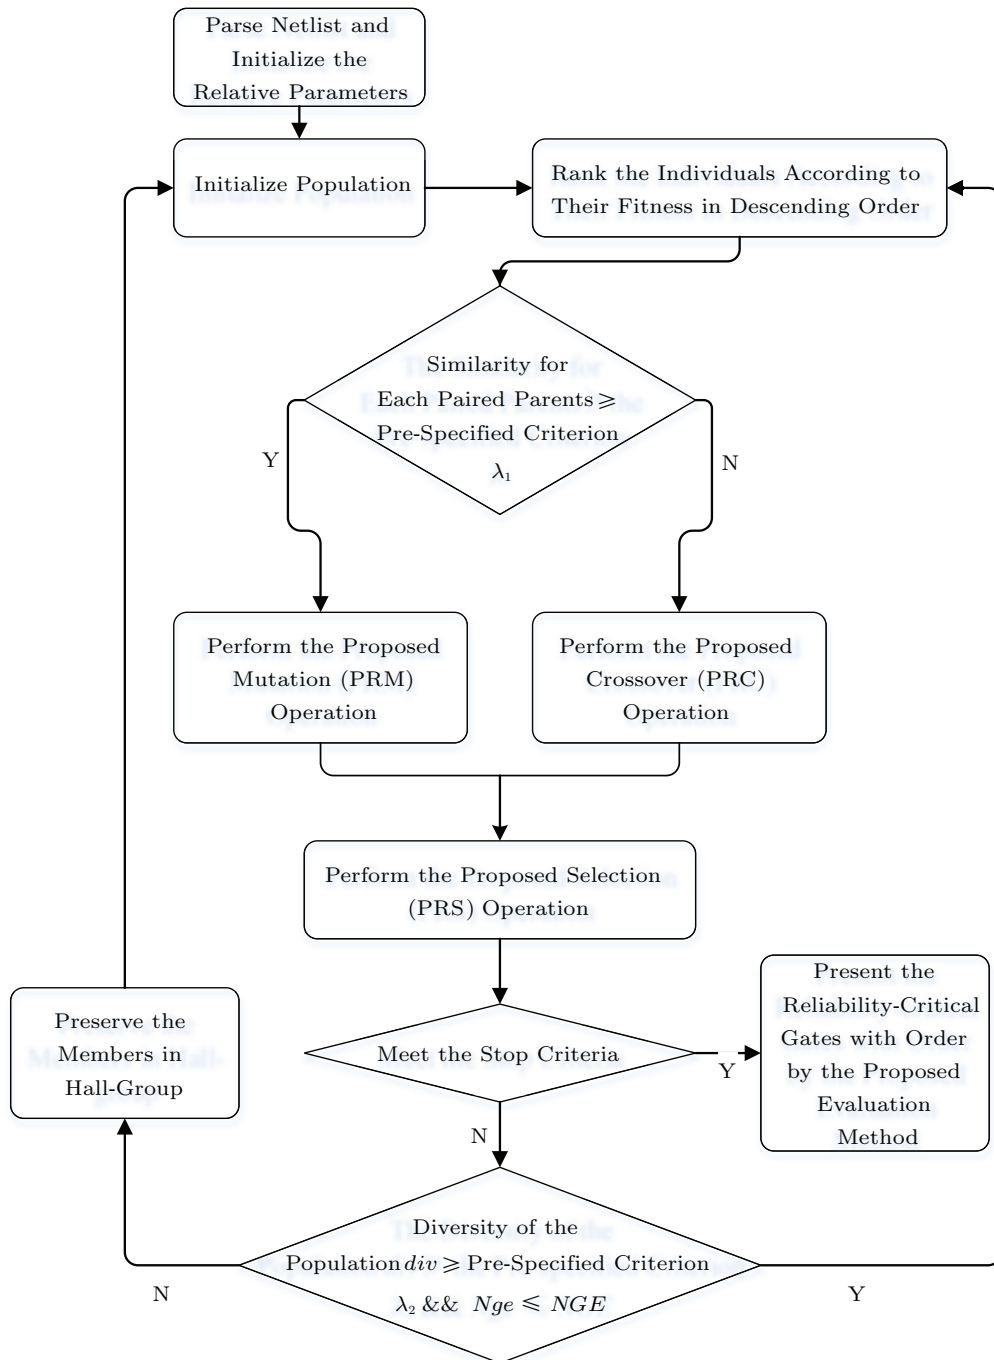 Parse Netlist and
Initialize the
Relative Parameters
Initialize Population
Rank the Individuals According to
Their Fitness in Descending Order
Similarity for
Each Paired Parents ⩾
Pre-Specified Criterion
λ₁
Y
N
Perform the Proposed
Mutation (PRM)
Operation
Perform the Proposed
Crossover (PRC)
Operation
Perform the Proposed Selection
(PRS) Operation
Preserve the
Members in
Hall-Group
Meet the Stop Criteria
Y
Present the
Reliability-Critical
Gates with Order
by the Proposed
Evaluation
Method
N
Diversity of the
Population div ⩾ Pre-Specified Criterion
λ₂ && Nge ⩽ NGE
N
Y